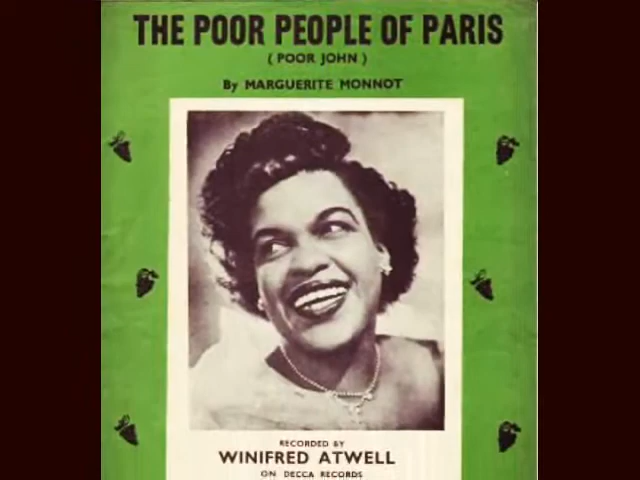 THE POOR PEOPLE OF PARIS
( POOR JOHN )
By MARGUERITE MONNOT
RECORDED BY
WINIFRED ATWELL
ON DECCA RECORDS